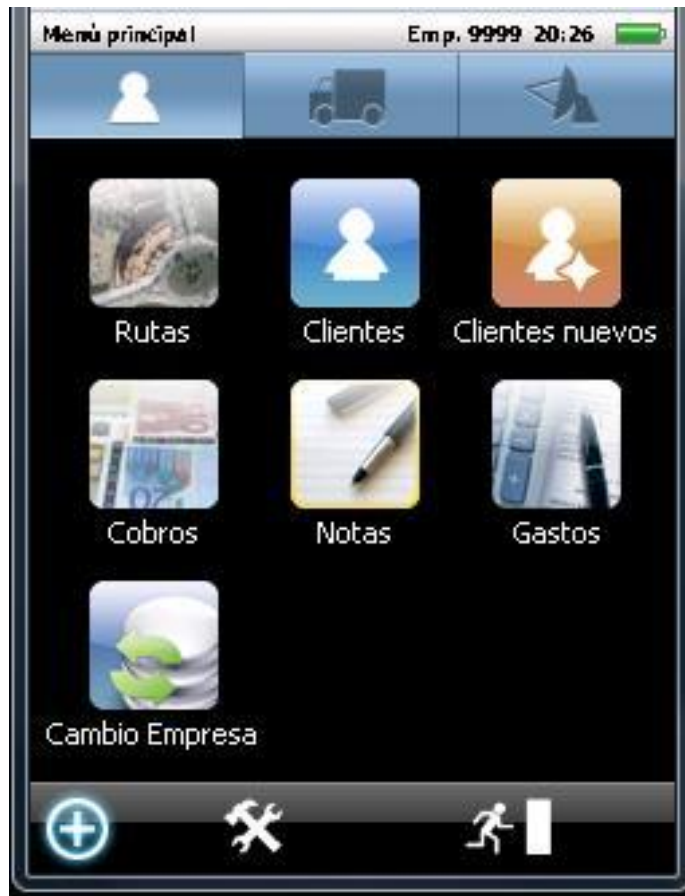 Menú principal Emp. 9999 20:26
Rutas Clientes Clientes nuevos
Cobros Notas Gastos
Cambio Empresa